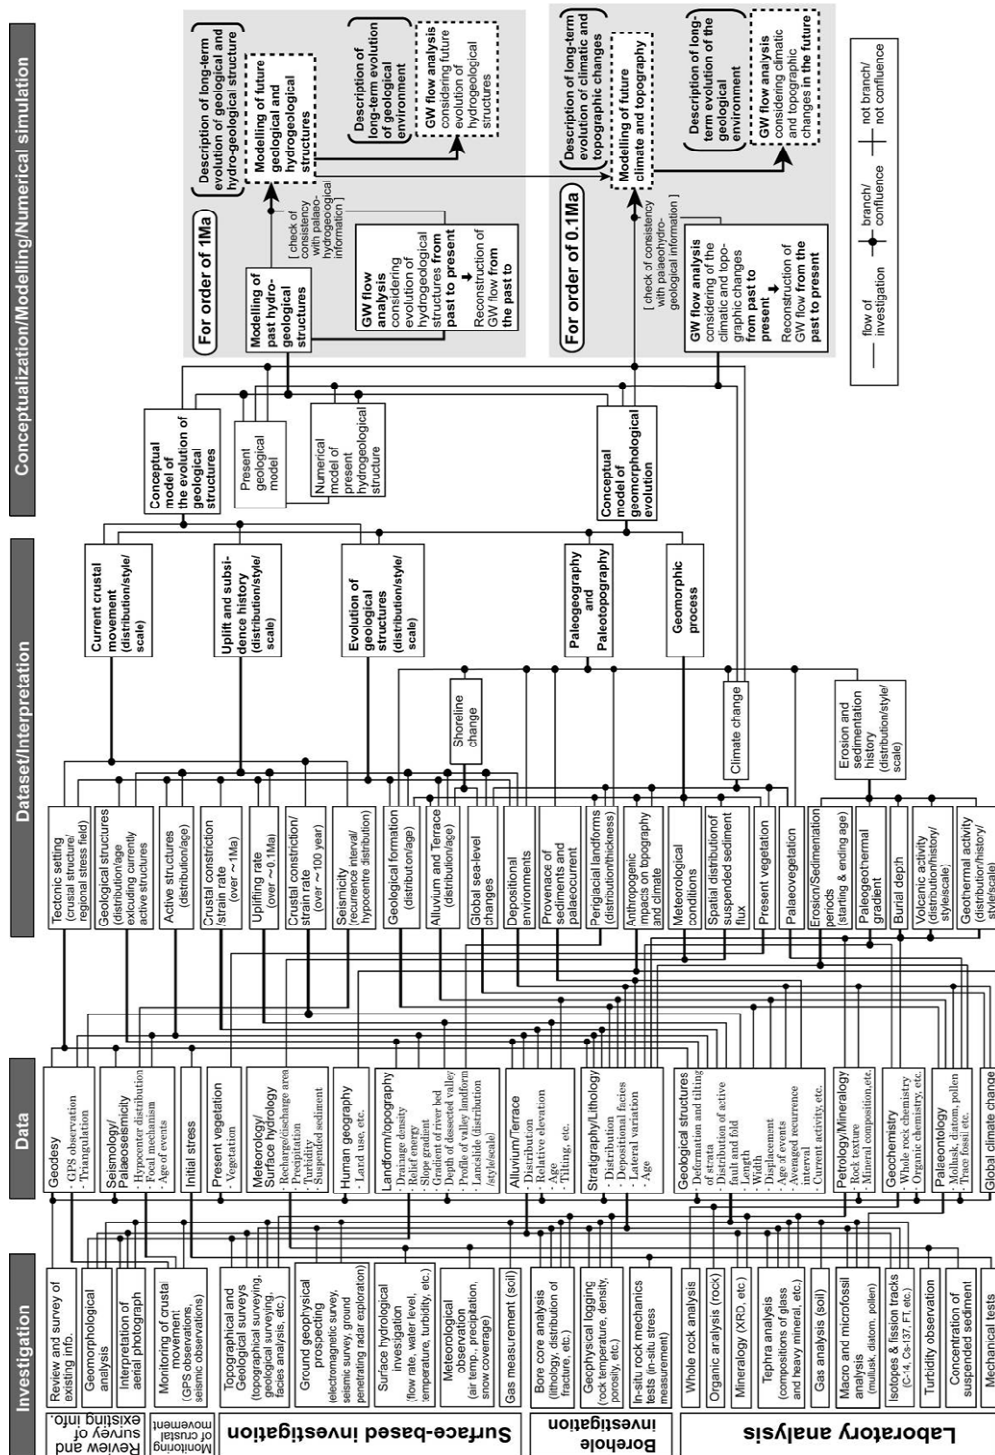 Investigation
Data
Dataset/Interpretation
Conceptualization/Modelling/Numerical simulation
Review and
survey of
existing info.
Monitoring
of crustal
movement
Surface-based investigation
Borehole
investigation
Laboratory analysis
Review and survey of
existing info.
Geomorphological
analysis
Interpretation of
aerial photograph
Monitoring of crustal
movement
(GPS observations,
seismic observations)
Topographical and
Geological surveys
(topographical surveying,
geological surveying,
facies analysis, etc.)
Ground geophysical
prospecting
(electromagnetic survey,
seismic survey, ground
penetrating radar exploration)
Surface hydrological
investigation
(flow rate, water level,
temperature, turbidity, etc.)
Meteorological
observation
(air temp., precipitation,
snow coverage)
Gas measurement (soil)
Bore core analysis
(lithology, distribution of
fracture, etc.)
Geophysical logging
(rock temperature, density,
porosity, etc.)
In-situ rock mechanics
tests (in-situ stress
measurement)
Whole rock analysis
Organic analysis (rock)
Mineralogy (XRD, etc.)
Tephra analysis
(compositions of glass
and heavy mineral, etc.)
Gas analysis (soil)
Macro and microfossil
analysis
(mullusk, diatom, pollen)
Isotopes & fission tracks
(C-14, Cs-137, FT, etc.)
Turbidity observation
Concentration of
suspended sediment
Mechanical tests
Geodesy
· GPS observation
· Triangulation
Seismology/
Palaeoseismicity
· Hypocenter distribution
· Focal mechanism
· Age of events
Initial stress
Present vegetation
· Vegetation
Meteorology/
Surface hydrology
· Recharge/discharge area
· Precipitation
· Turbidity
· Suspended sediment
Human geography
· Land use, etc.
Landform/topography
· Drainage density
· Relief energy
· Slope gradient
· Gradient of river bed
· Depth of dessected valley
· Profile of valley landform
· Landslide distribution
(style/scale)
Alluvium/Terrace
· Distribution
· Relative elevation
· Age
· Tilting, etc.
Stratgraphy/Lithology
· Distribution
· Depositional facies
· Lateral variation
· Age
Geological structures
· Deformation and tilting
of strata
· Distribution of active
fault and fold
· Length
· Width
· Displacement
· Age of events
· Averaged recurrence
interval
· Current activity, etc.
Petrology/Mineralogy
· Rock texture
· Mineral composition,etc.
Geochemistry
· Whole rock chemistry
· Organic chemistry, etc.
Palaeontology
· Mollusk, diatom, pollen
· Trace fossil etc.
Global climate change
Tectonic setting
(crustal structure/
regional stress field)
Geological structures
(distribution/age
exicuding currently
active structures
Active structures
(distribution/age)
Crustal constriction
/strain rate
(over ~1Ma)
Uplifting rate
(over ~0.1Ma)
Crustal constriction/
strain rate
(over ~100 year)
Seismicity
(recurrence interval/
hypocentre distribution)
Geological formation
(distribution/age)
Alluvium and Terrace
(distribution/age)
Global sea-level
changes
Depositional
environments
Provenace of
sediments and
palaeocurrent
Periglacial landforms
(distribution/thickness)
Anthropogenic
impacts on topography
and climate
Meteorological
conditions
Spatial distributionof
suspended sediment
flux
Present vegetation
Palaevegetation
Erosion/Sedimentation
periods
(starting & ending age)
Paleogeothermal
gradient
Burial depth
Volcanic activity
(distribution/history/
style/scale)
Geothermal activity
(distribution/history/
style/scale)
Shoreline
change
Climate change
Erosion and
sedimentation
history
(distribution/style/
scale)
Current crustal
movement
(distribution/style/
scale)
Uplift and subsi-
dence history
(distribution/style/
scale)
Evolution of
geological
structures
(distribution/style/
scale)
Paleogeography
and
Paleotopography
Geomorphic
process
Conceptual
model of
the evolution of
geological
structures
Present
geological
model
Numerical
model of
present
hydrogeological
structure
Conceptual
model of
geomorphological
evolution
For order of 1Ma
Modelling of
past hydro-
geological
structures
GW flow
analysis
considering
evolution of
hydrogeological
structures from
past to present
Reconstruction of
GW flow from
the past to
[ check of
consistency
with palaeo-
hydrogeological
information ]
Description of long-term
evolution of geological and
hydro-geological structure
Modelling of future
geological and
hydrogeological
structures
Description of
long-term evolution
of geological
environment
GW flow analysis
considering future
evolution of
hydrogeological
structures
For order of 0.1Ma
GW flow analysis
considering of the
climatic and topo-
graphic changes
from past to
present
Reconstruction of
GW flow from the
past to present
[ check of consistency
with palaeohydro-
geological information ]
Description of long-term
evolution of climatic and
topographic changes
Modelling of future
climate and topography
Description of long-
term evolution of the
geological
environment
GW flow analysis
considering climatic
and topographic
changes in the future
flow of
investigation
branch/
confluence
not branch/
not confluence